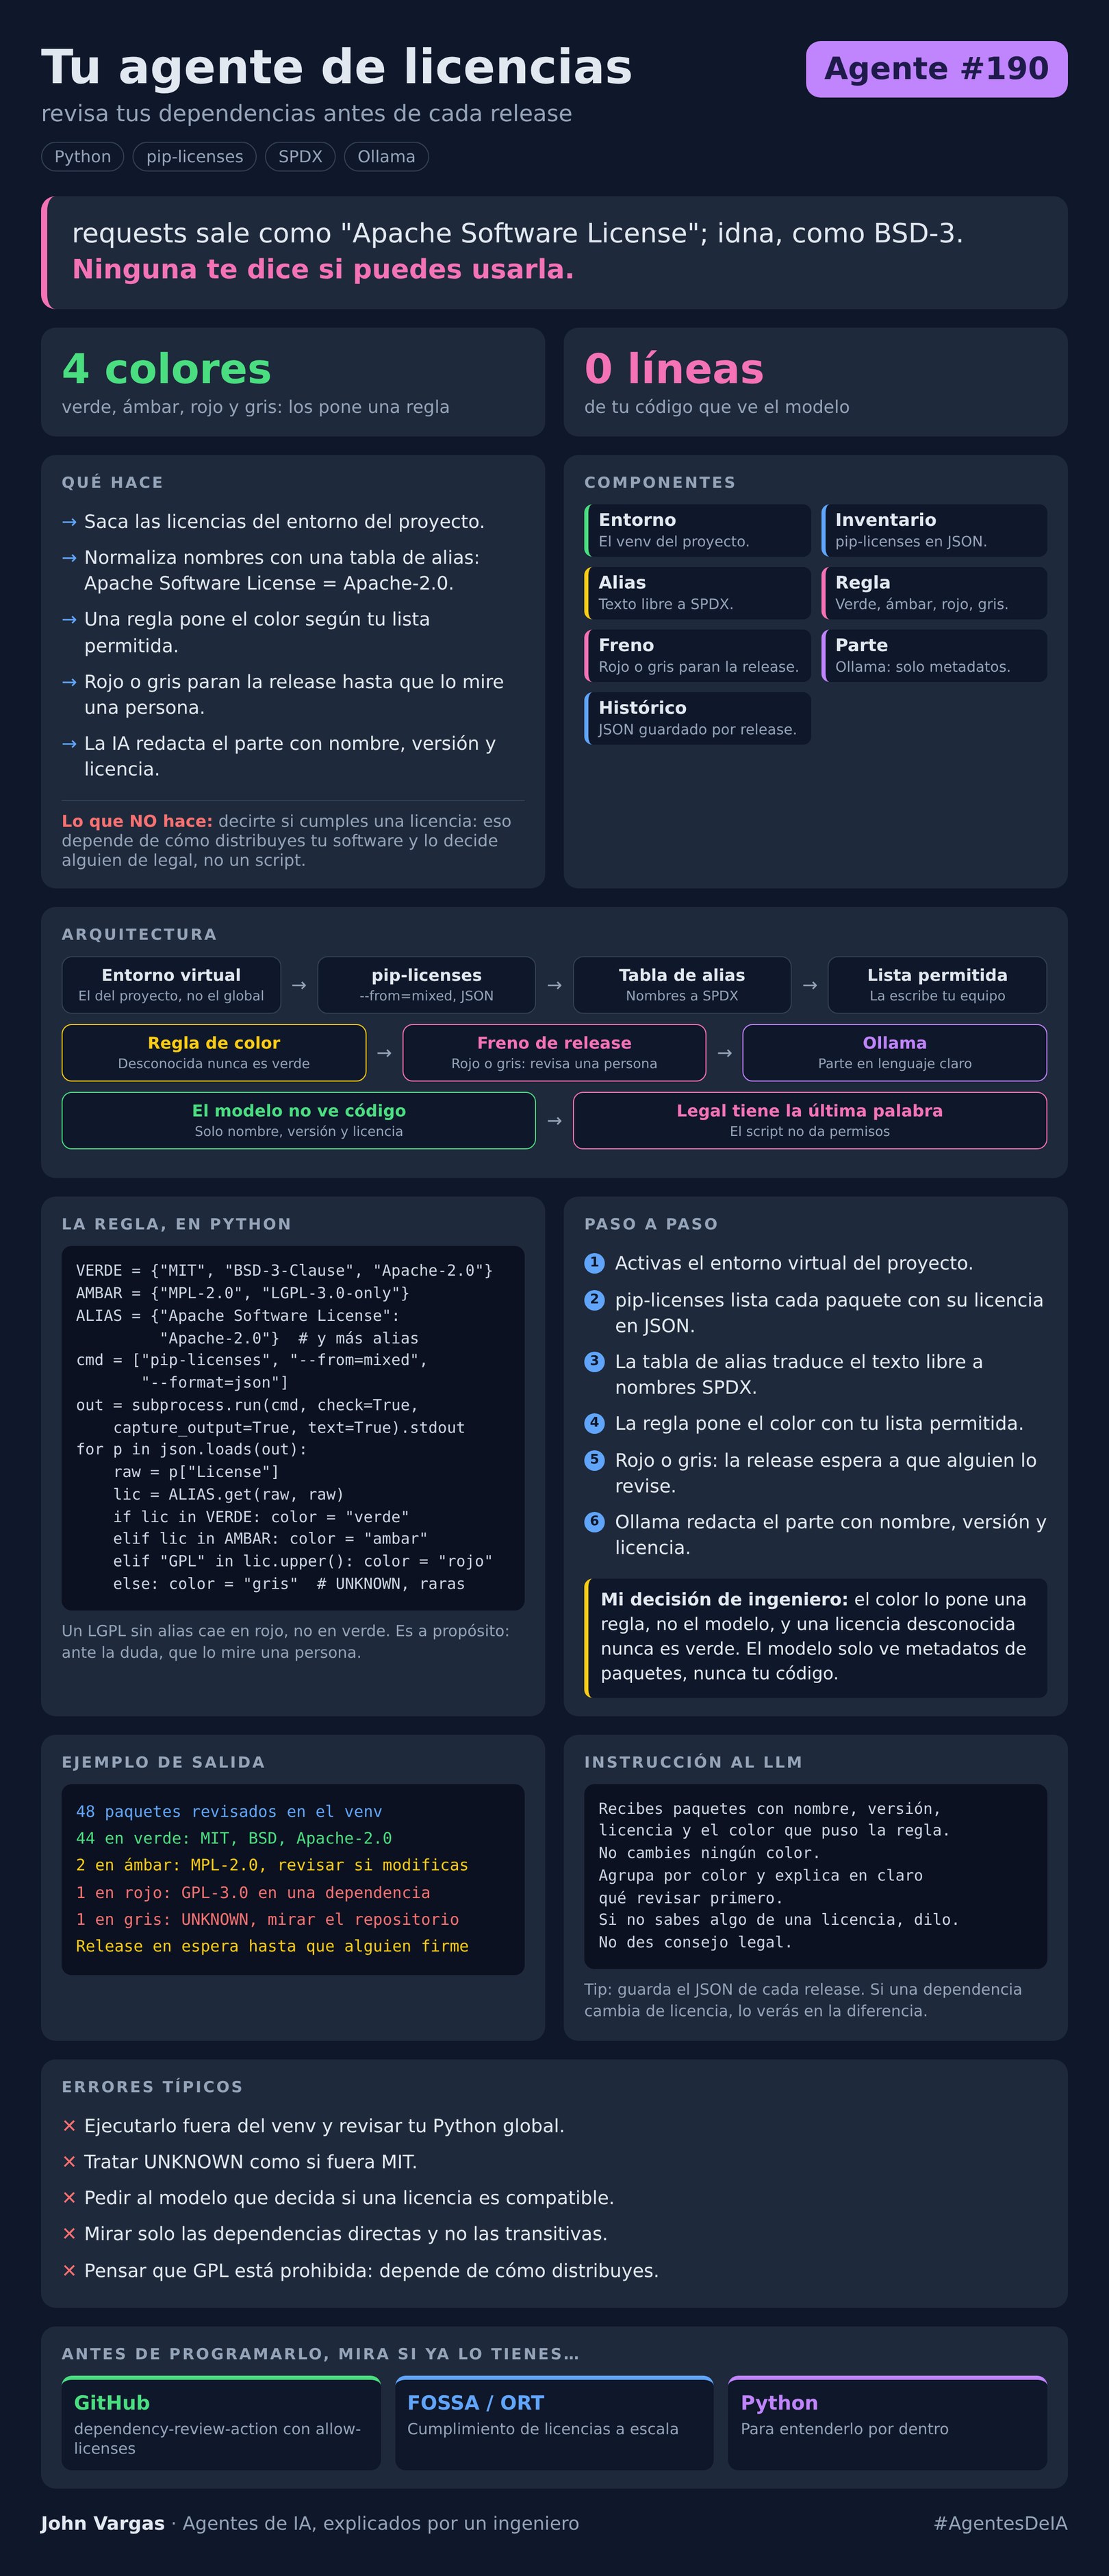 Tu agente de licencias
Agente #190
revisa tus dependencias antes de cada release
Python
pip-licenses
SPDX
Ollama
requests sale como "Apache Software License"; idna, como BSD-3.
Ninguna te dice si puedes usarla.
4 colores
verde, ámbar, rojo y gris: los pone una regla
0 líneas
de tu código que ve el modelo
QUÉ HACE
→ Saca las licencias del entorno del proyecto.
→ Normaliza nombres con una tabla de alias:
Apache Software License = Apache-2.0.
→ Una regla pone el color según tu lista
permitida.
→ Rojo o gris paran la release hasta que lo mire
una persona.
→ La IA redacta el parte con nombre, versión y
licencia.
Lo que NO hace: decirte si cumples una licencia: eso
depende de cómo distribuyes tu software y lo decide
alguien de legal, no un script.
COMPONENTES
Entorno
El venv del proyecto.
Inventario
pip-licenses en JSON.
Alias
Texto libre a SPDX.
Regla
Verde, ámbar, rojo, gris.
Freno
Rojo o gris paran la release.
Parte
Ollama: solo metadatos.
Histórico
JSON guardado por release.
ARQUITECTURA
Entorno virtual
El del proyecto, no el global
→
pip-licenses
--from=mixed, JSON
→
Tabla de alias
Nombres a SPDX
→
Lista permitida
La escribe tu equipo
Regla de color
Desconocida nunca es verde
→
Freno de release
Rojo o gris: revisa una persona
→
Ollama
Parte en lenguaje claro
El modelo no ve código
Solo nombre, versión y licencia
→
Legal tiene la última palabra
El script no da permisos
LA REGLA, EN PYTHON
VERDE = {"MIT", "BSD-3-Clause", "Apache-2.0"}
AMBAR = {"MPL-2.0", "LGPL-3.0-only"}
ALIAS = {"Apache Software License":
"Apache-2.0"}  # y más alias
cmd = ["pip-licenses", "--from=mixed",
"--format=json"]
out = subprocess.run(cmd, check=True,
capture_output=True, text=True).stdout
for p in json.loads(out):
raw = p["License"]
lic = ALIAS.get(raw, raw)
if lic in VERDE: color = "verde"
elif lic in AMBAR: color = "ambar"
elif "GPL" in lic.upper(): color = "rojo"
else: color = "gris"  # UNKNOWN, raras
Un LGPL sin alias cae en rojo, no en verde. Es a propósito:
ante la duda, que lo mire una persona.
PASO A PASO
1 Activas el entorno virtual del proyecto.
2 pip-licenses lista cada paquete con su licencia
en JSON.
3 La tabla de alias traduce el texto libre a
nombres SPDX.
4 La regla pone el color con tu lista permitida.
5 Rojo o gris: la release espera a que alguien lo
revise.
6 Ollama redacta el parte con nombre, versión y
licencia.
Mi decisión de ingeniero: el color lo pone una
regla, no el modelo, y una licencia desconocida
nunca es verde. El modelo solo ve metadatos de
paquetes, nunca tu código.
EJEMPLO DE SALIDA
48 paquetes revisados en el venv
44 en verde: MIT, BSD, Apache-2.0
2 en ámbar: MPL-2.0, revisar si modificas
1 en rojo: GPL-3.0 en una dependencia
1 en gris: UNKNOWN, mirar el repositorio
Release en espera hasta que alguien firme
INSTRUCCIÓN AL LLM
Recibes paquetes con nombre, versión,
licencia y el color que puso la regla.
No cambies ningún color.
Agrupa por color y explica en claro
qué revisar primero.
Si no sabes algo de una licencia, dilo.
No des consejo legal.
Tip: guarda el JSON de cada release. Si una dependencia
cambia de licencia, lo verás en la diferencia.
ERRORES TÍPICOS
✕ Ejecutarlo fuera del venv y revisar tu Python global.
✕ Tratar UNKNOWN como si fuera MIT.
✕ Pedir al modelo que decida si una licencia es compatible.
✕ Mirar solo las dependencias directas y no las transitivas.
✕ Pensar que GPL está prohibida: depende de cómo distribuyes.
ANTES DE PROGRAMARLO, MIRA SI YA LO TIENES…
GitHub
dependency-review-action con allow-
licenses
FOSSA / ORT
Cumplimiento de licencias a escala
Python
Para entenderlo por dentro
John Vargas · Agentes de IA, explicados por un ingeniero
#AgentesDeIA